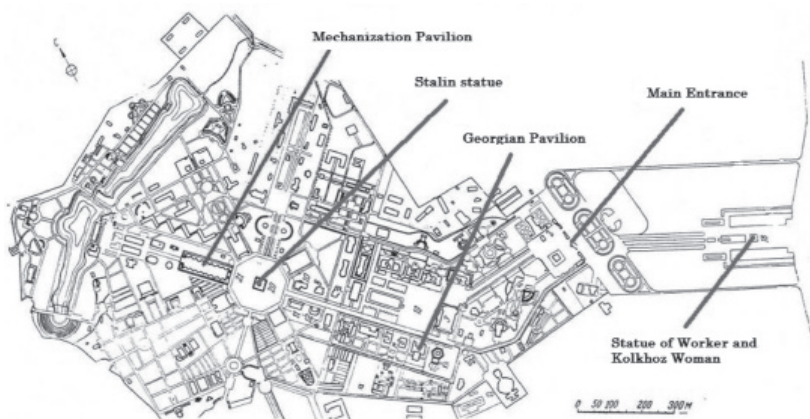 Mechanization Pavilion
Stalin statue
Main Entrance
Georgian Pavilion
Statue of Worker and
Kolkhoz Woman
0 50 100 200 300 м
С